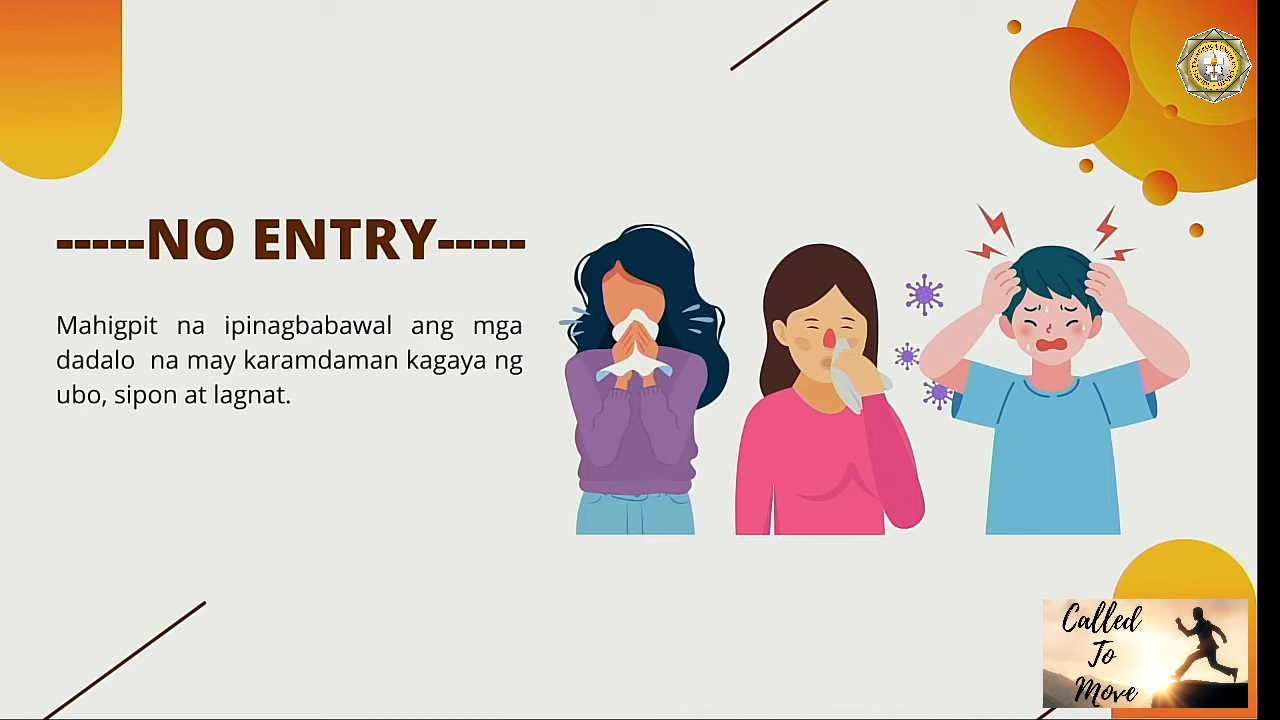 -----NO ENTRY-----
Mahigpit na ipinagbabawal ang mga
dadalo na may karamdaman kagaya ng
ubo, sipon at lagnat.
Called
To
Move